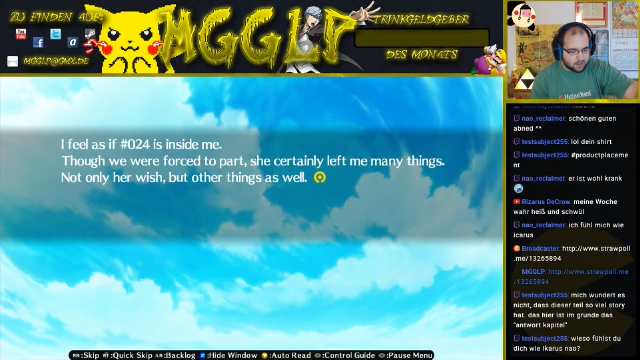 ZU FINDEN AUF:
MGGLP@GMX.DE
MGGLP
TRINKGELDGEBER
DES MONATS
Heineken
I feel as if #024 is inside me.
Though we were forced to part, she certainly left me many things.
Not only her wish, but other things as well.
:Skip :Quick Skip :Backlog :Hide Window :Auto Read :Control Guide :Pause Menu
nao_reclaimer: schönen guten
abned ^^
testsubject255: lol dein shirt
testsubject255: #productplaceme
nt
nao_reclaimer: er ist wohl krank
Rizarus DeCrow: meine Woche
wahr heiß und schwül
nao_reclaimer: ich fühl mich wie
icarus
Broadcaster: http://www.strawpoll
.me/13265894
MGGLP: http://www.strawpoll.me
/13265894
testsubject255: mich wundert es
nicht, dass dieser teil so viel story
hat. das hier ist im grunde das
"antwort kapitel"
testsubject255: wieso fühlst du
dich wie Ikarus nao?